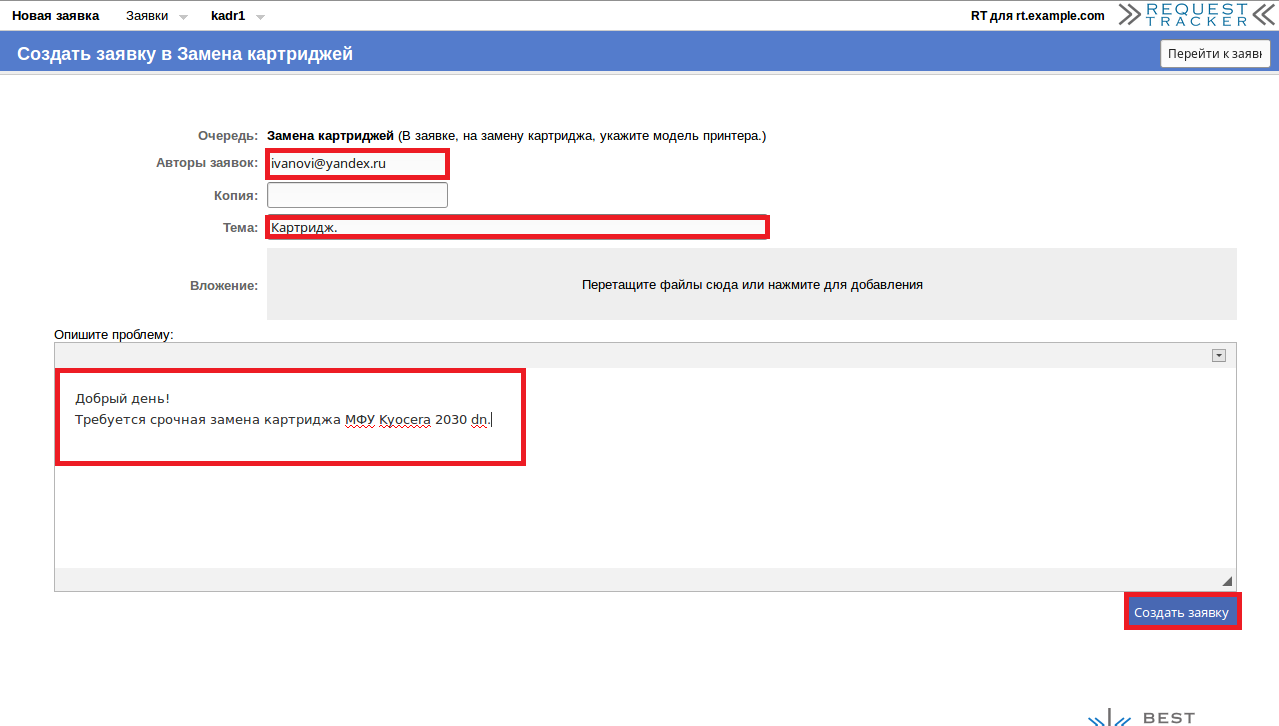 Новая заявка Заявки kadr1 RT для rt.example.com REQUEST TRACKER
Создать заявку в Замена картриджей Перейти к заявк
Очередь: Замена картриджей (В заявке, на замену картриджа, укажите модель принтера.)
Авторы заявок: ivanovi@yandex.ru
Копия:
Тема: Картридж.
Вложение: Перетащите файлы сюда или нажмите для добавления
Опишите проблему:
Добрый день!
Требуется срочная замена картриджа МФУ Kyocera 2030 dn.
Создать заявку
BEST